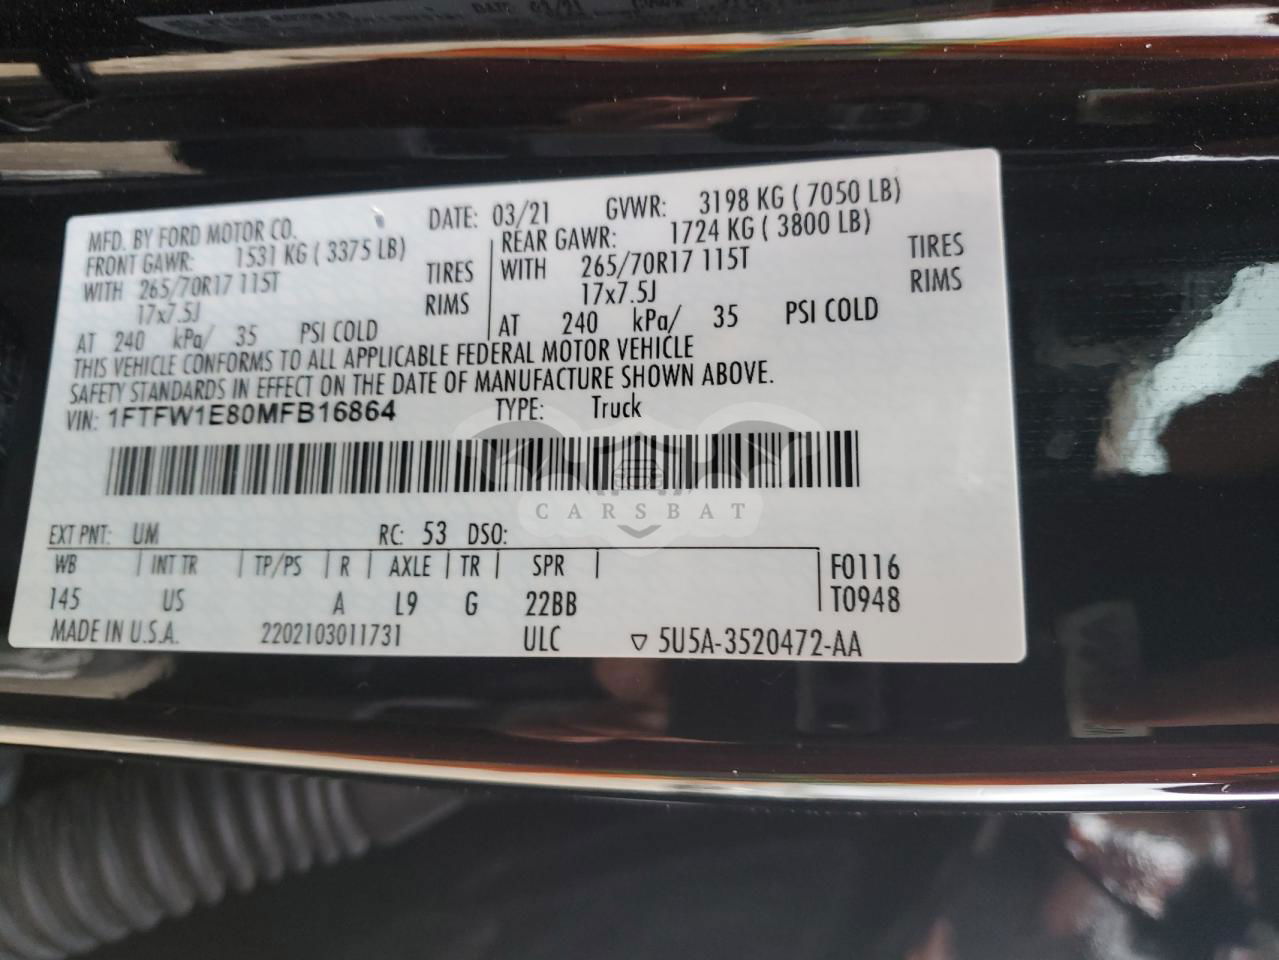 MFD. BY FORD MOTOR CO. DATE: 03/21 GVWR: 3198 KG ( 7050 LB)
FRONT GAWR: 1531 KG ( 3375 LB) REAR GAWR: 1724 KG ( 3800 LB)
WITH 265/70R17 115T TIRES WITH 265/70R17 115T TIRES
17x7.5J RIMS 17x7.5J RIMS
AT 240 kPa/ 35 PSI COLD AT 240 kPa/ 35 PSI COLD
THIS VEHICLE CONFORMS TO ALL APPLICABLE FEDERAL MOTOR VEHICLE
SAFETY STANDARDS IN EFFECT ON THE DATE OF MANUFACTURE SHOWN ABOVE.
VIN: 1FTFW1E80MFB16864 TYPE: Truck
CARSBAT
EXT PNT: UM RC: 53 DSO:
WB | INT TR | TP/PS | R | AXLE | TR | SPR | F0116
145 US A L9 G 22BB T0948
MADE IN U.S.A. 2202103011731 ULC ▽ 5U5A-3520472-AA